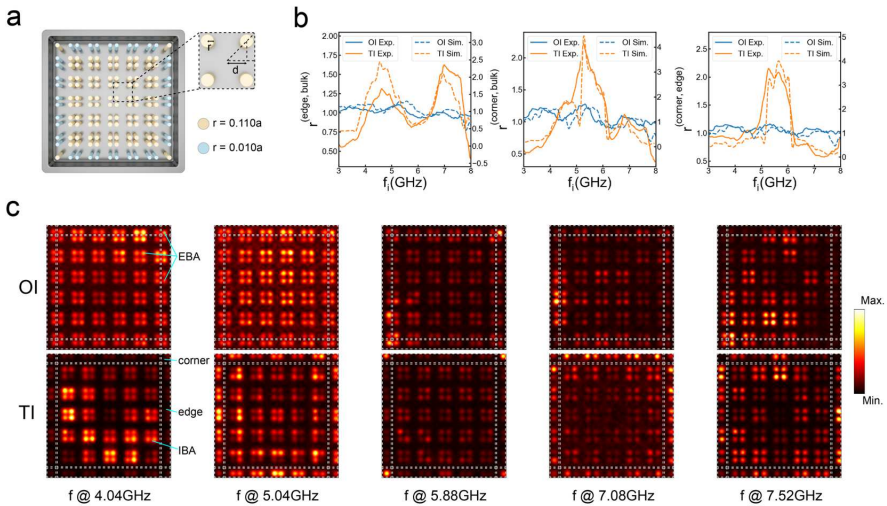 a
r
d
r = 0.110a
r = 0.010a
b
OI Exp. OI Sim.
TI Exp. TI Sim.
r(edge, bulk)
2.00
1.75
1.50
1.25
1.00
0.75
0.50
3.0
2.5
2.0
1.5
1.0
0.5
0.0
-0.5
3 4 5 6 7 8
fi(GHz)
OI Exp. OI Sim.
TI Exp. TI Sim.
r(corner, bulk)
2.0
1.5
1.0
4
3
2
1
0
3 4 5 6 7 8
fi(GHz)
OI Exp. OI Sim.
TI Exp. TI Sim.
r(corner, edge)
2.5
2.0
1.5
1.0
0.5
5
4
3
2
1
0
3 4 5 6 7 8
fi(GHz)
c
OI
EBA
TI
corner
edge
IBA
Max.
Min.
f @ 4.04GHz f @ 5.04GHz f @ 5.88GHz f @ 7.08GHz f @ 7.52GHz